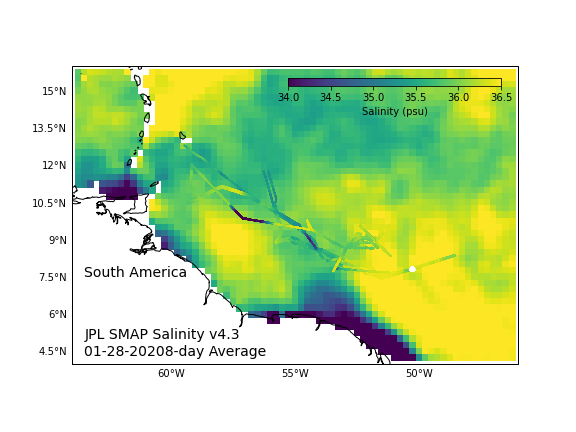 15°N
13.5°N
12°N
10.5°N
9°N
7.5°N
6°N
4.5°N
34.0 34.5 35.0 35.5 36.0 36.5
Salinity (psu)
South America
JPL SMAP Salinity v4.3
01-28-20208-day Average
60°W 55°W 50°W